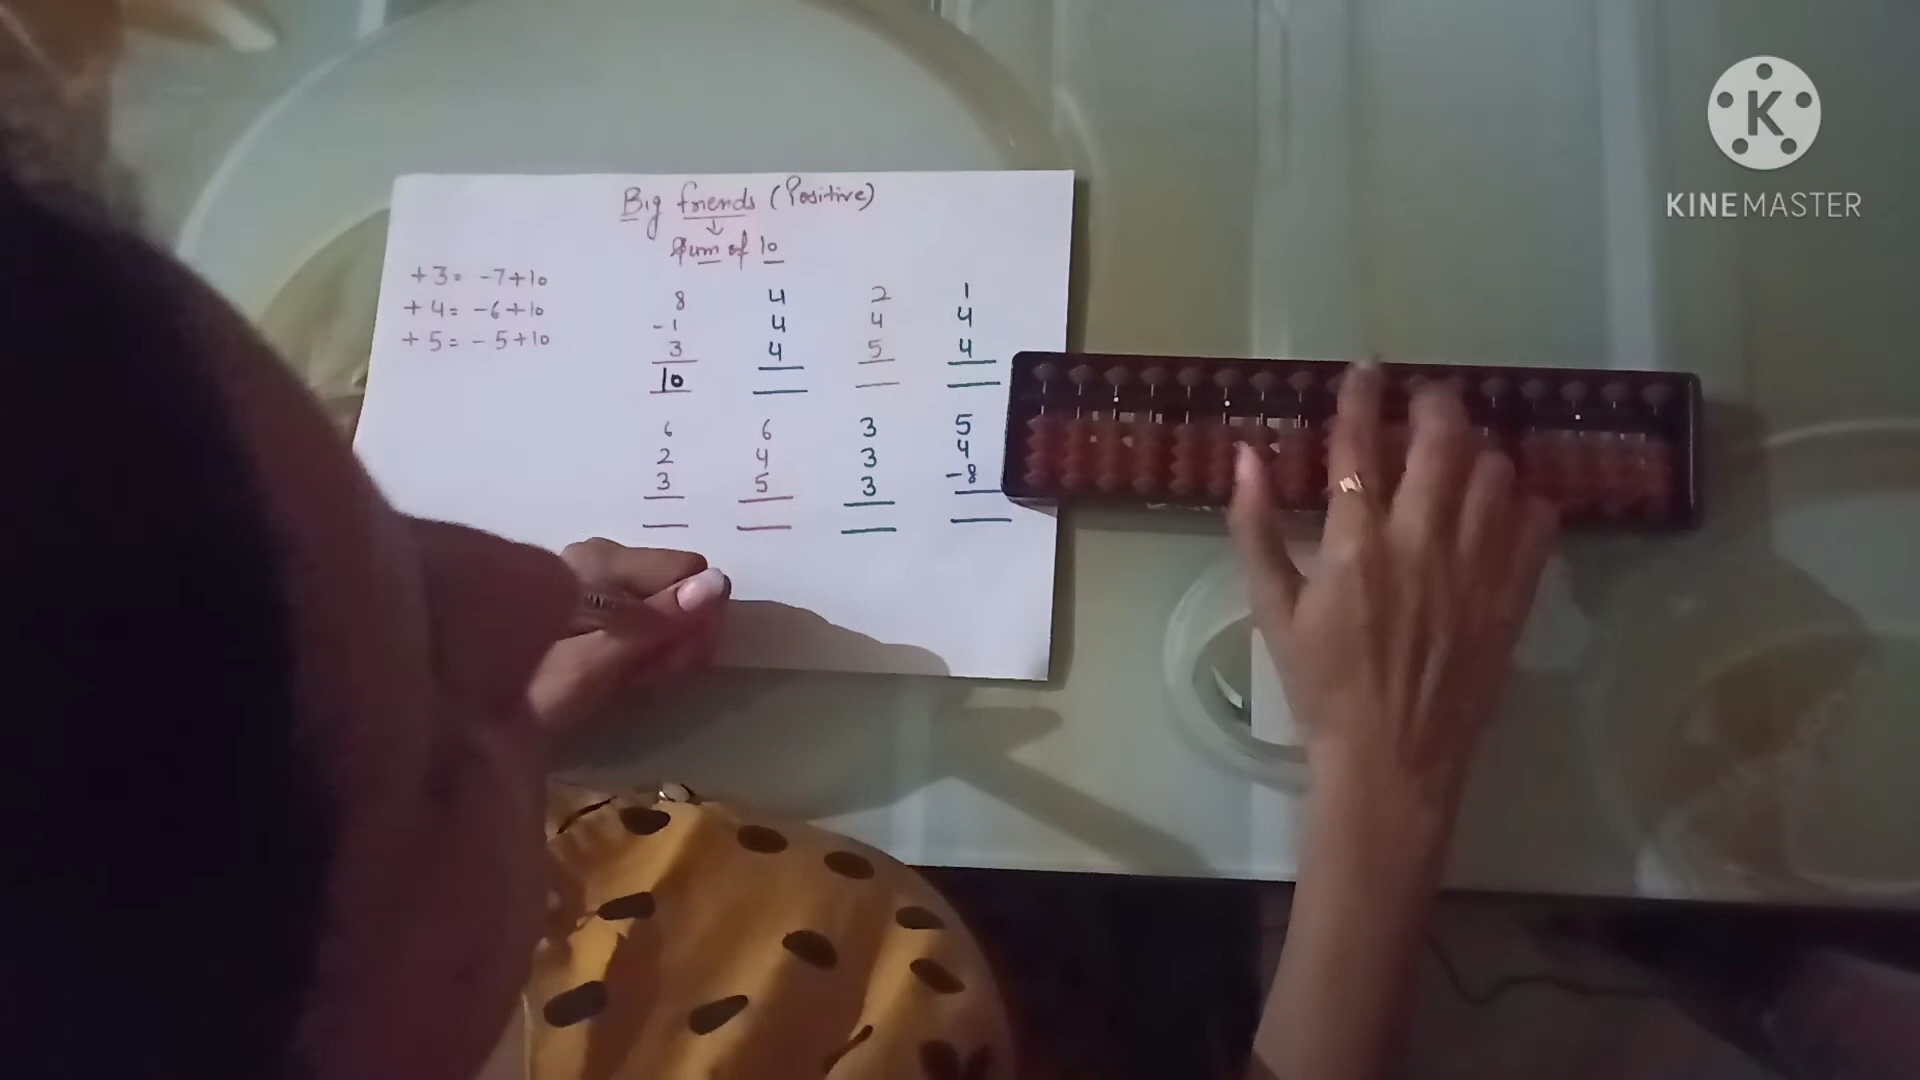 Big friends (Positive)
↓
Sum of 10
+3= -7+10
+4= -6+10
+5= -5+10
8 4 2 1
-1 4 4 4
3 4 5 4
10
6 6 3 5
2 4 3 4
3 5 3 -8
K
KINEMASTER